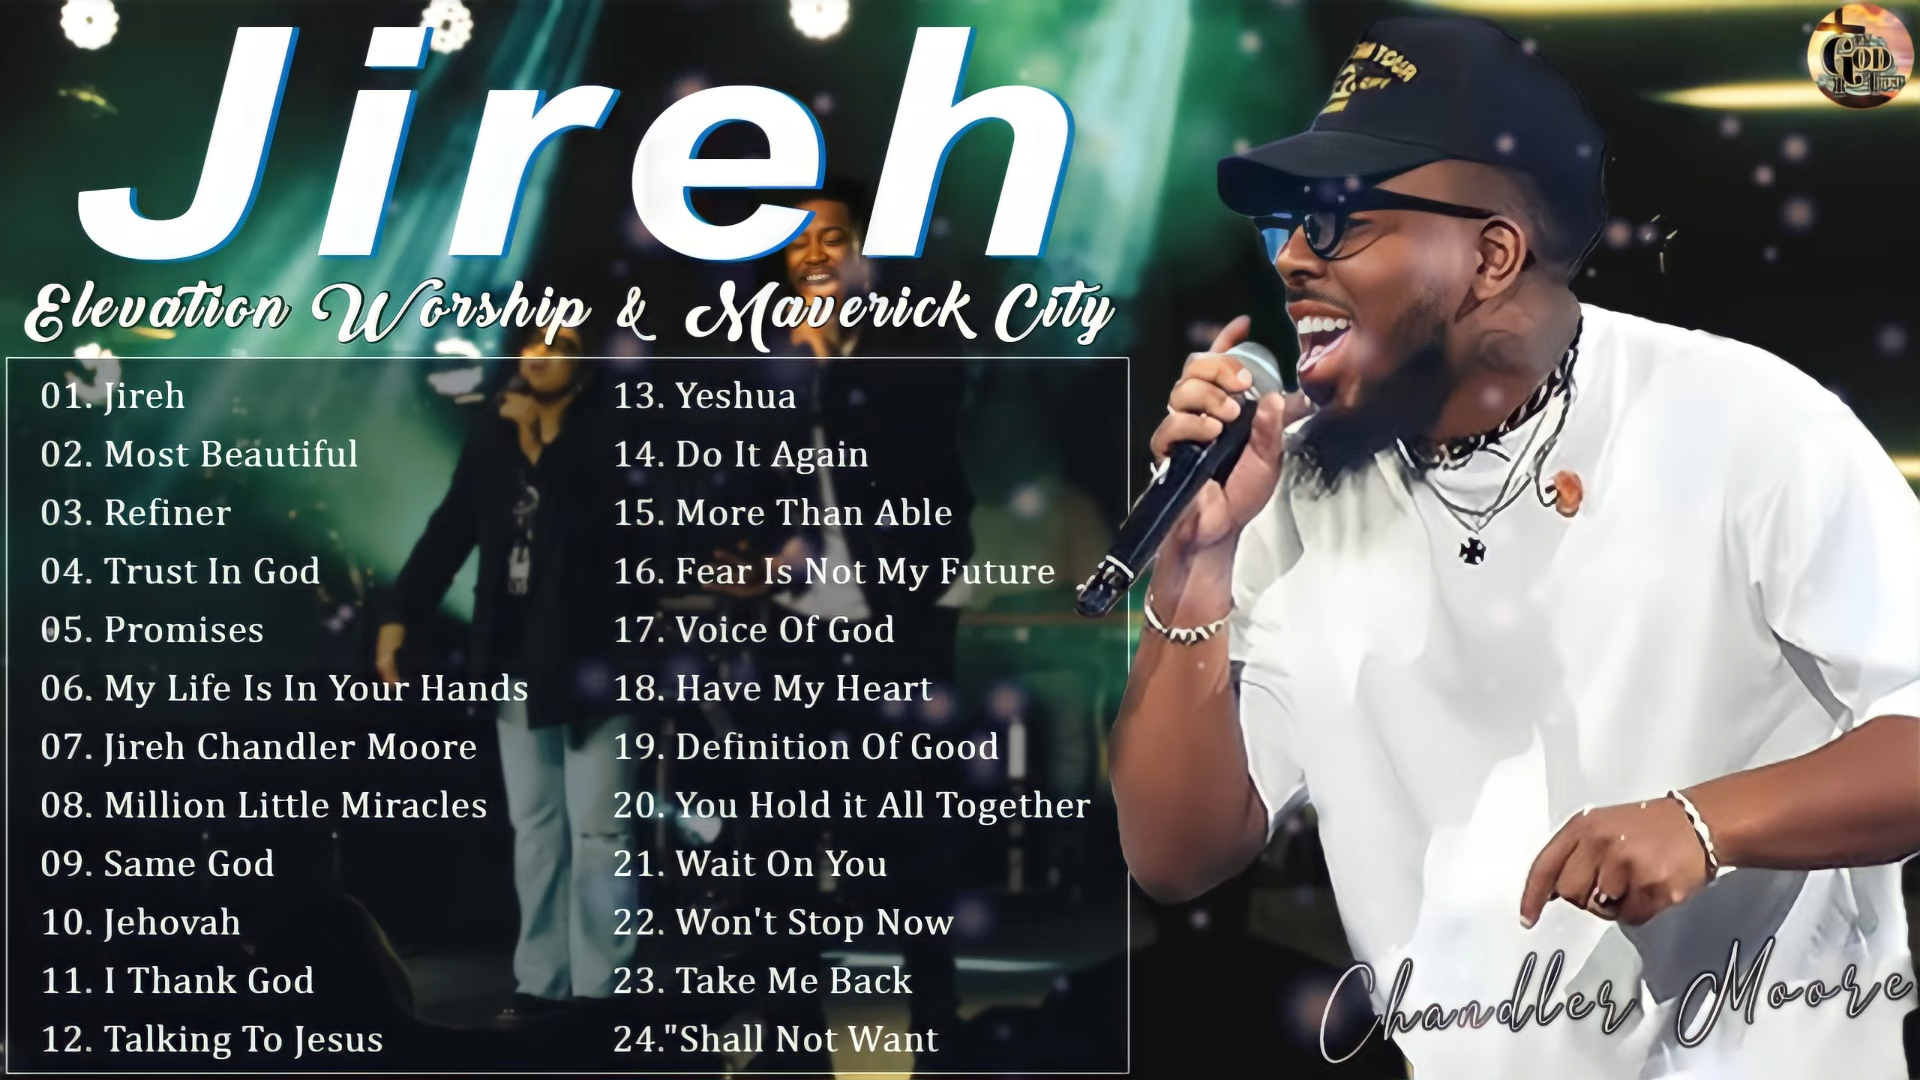 Jireh
Elevation Worship & Maverick City
01. Jireh
02. Most Beautiful
03. Refiner
04. Trust In God
05. Promises
06. My Life Is In Your Hands
07. Jireh Chandler Moore
08. Million Little Miracles
09. Same God
10. Jehovah
11. I Thank God
12. Talking To Jesus
13. Yeshua
14. Do It Again
15. More Than Able
16. Fear Is Not My Future
17. Voice Of God
18. Have My Heart
19. Definition Of Good
20. You Hold it All Together
21. Wait On You
22. Won't Stop Now
23. Take Me Back
24."Shall Not Want
TOUR
GOD
Chandler Moore